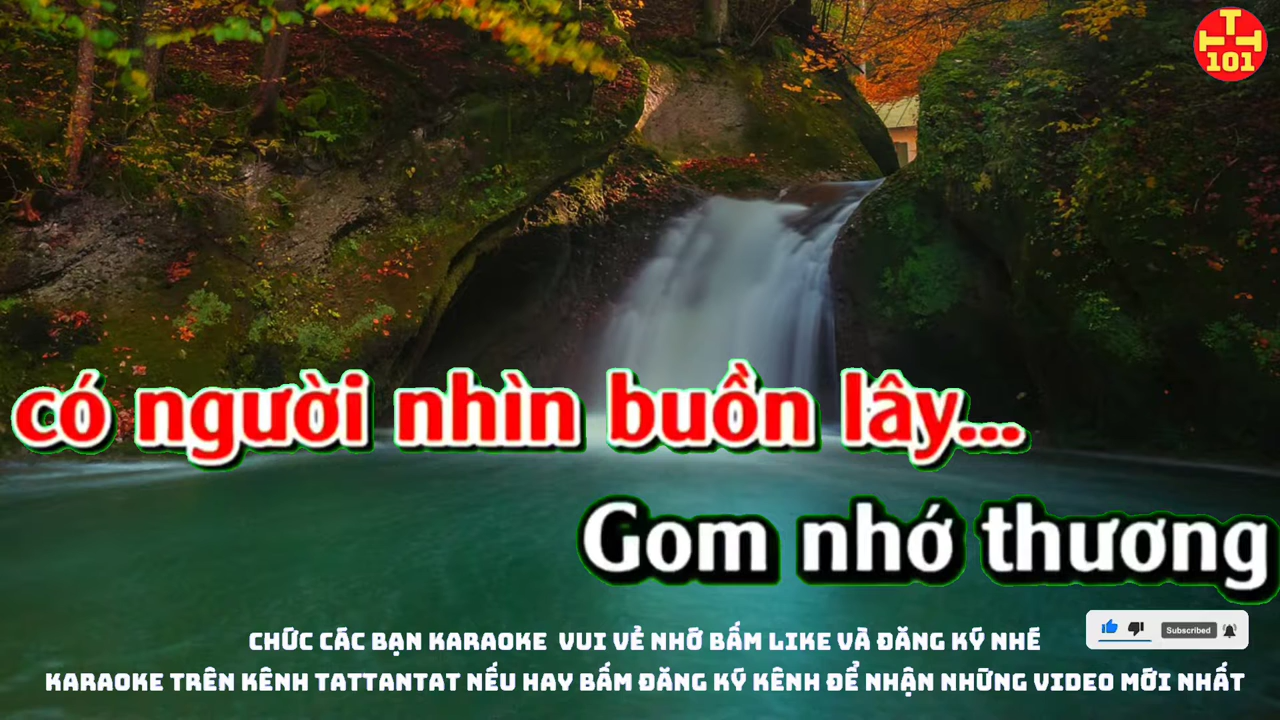 TTH
101
có người nhìn buồn lây...
Gom nhớ thương
CHỨC CÁC BẠN KARAOKE VUI VẺ NHỚ BẤM LIKE VÀ ĐĂNG KÝ NHÉ
Subscribed
KARAOKE TRÊN KÊNH TATTANTAT NẾU HAY BẤM ĐĂNG KÝ KÊNH ĐỂ NHẬN NHỮNG VIDEO MỚI NHẤT